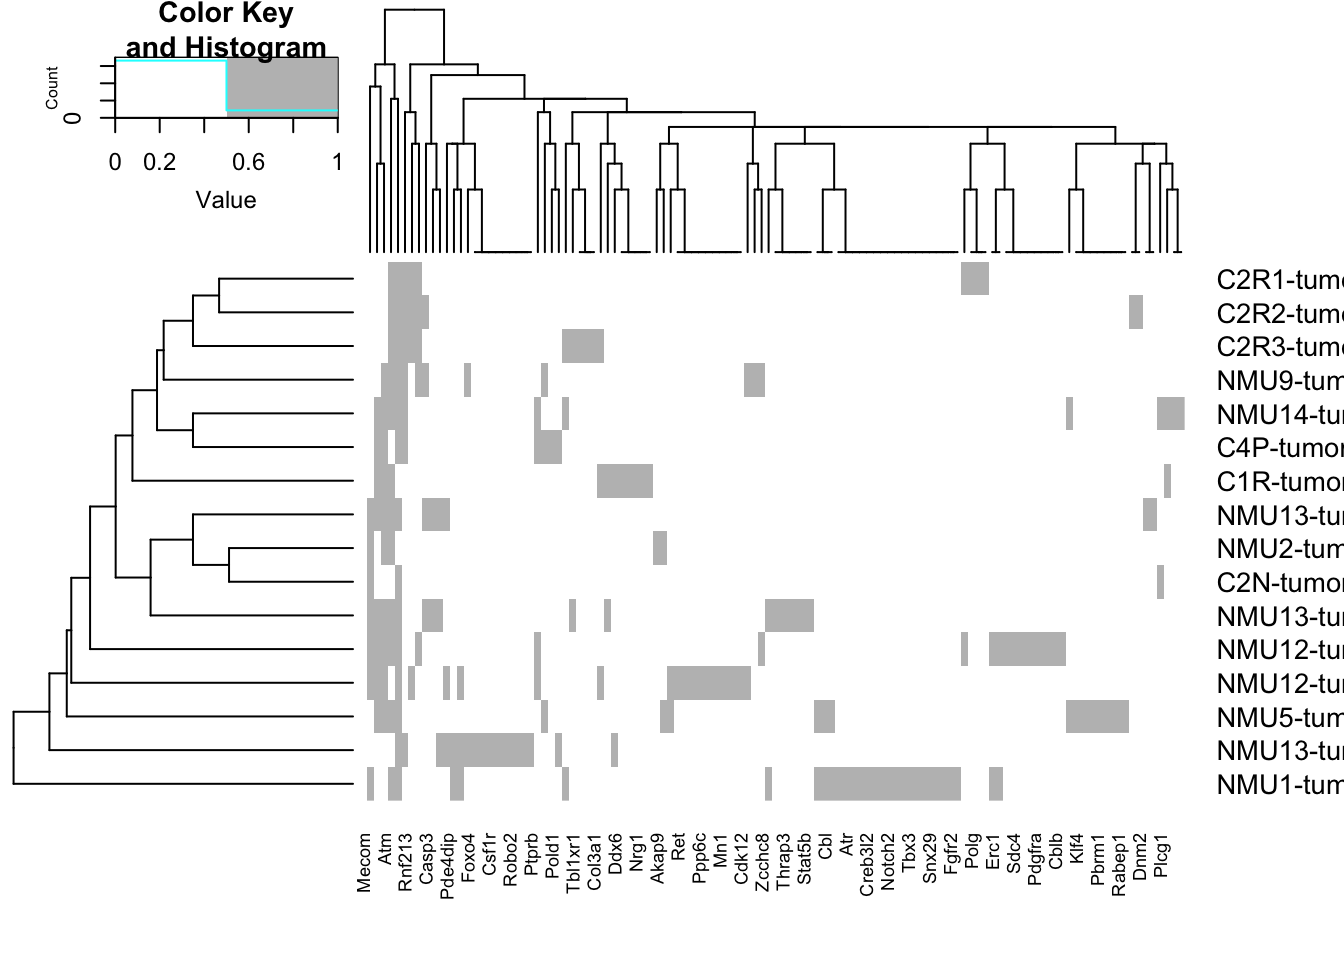 Color Key
and Histogram
Count
0
0 0.2 0.6 1
Value
C2R1-tum
C2R2-tum
C2R3-tum
NMU9-tum
NMU14-tu
C4P-tumor
C1R-tumo
NMU13-tu
NMU2-tum
C2N-tumo
NMU13-tu
NMU12-tu
NMU12-tu
NMU5-tum
NMU13-tu
NMU1-tum
Mecom
Atm
Rnf213
Casp3
Pde4dip
Foxo4
Csf1r
Robo2
Ptprb
Pold1
Tbl1xr1
Col3a1
Ddx6
Nrg1
Akap9
Ret
Ppp6c
Mn1
Cdk12
Zcchc8
Thrap3
Stat5b
Cbl
Atr
Creb3l2
Notch2
Tbx3
Snx29
Fgfr2
Polg
Erc1
Sdc4
Pdgfra
Cblb
Klf4
Pbrm1
Rabep1
Dnm2
Plcg1